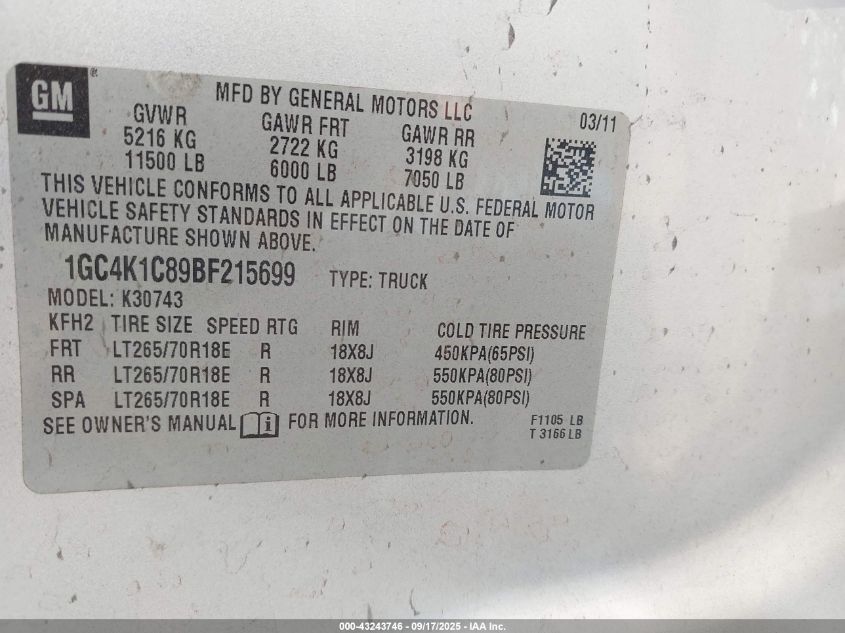 GM
MFD BY GENERAL MOTORS LLC
03/11
GVWR GAWR FRT GAWR RR
5216 KG 2722 KG 3198 KG
11500 LB 6000 LB 7050 LB
THIS VEHICLE CONFORMS TO ALL APPLICABLE U.S. FEDERAL MOTOR
VEHICLE SAFETY STANDARDS IN EFFECT ON THE DATE OF
MANUFACTURE SHOWN ABOVE.
1GC4K1C89BF215699 TYPE: TRUCK
MODEL: K30743
KFH2 TIRE SIZE SPEED RTG RIM COLD TIRE PRESSURE
FRT LT265/70R18E R 18X8J 450KPA(65PSI)
RR LT265/70R18E R 18X8J 550KPA(80PSI)
SPA LT265/70R18E R 18X8J 550KPA(80PSI)
SEE OWNER'S MANUAL i FOR MORE INFORMATION.
F1105 LB
T 3166 LB
000-43243746 - 09/17/2025 - IAA Inc.